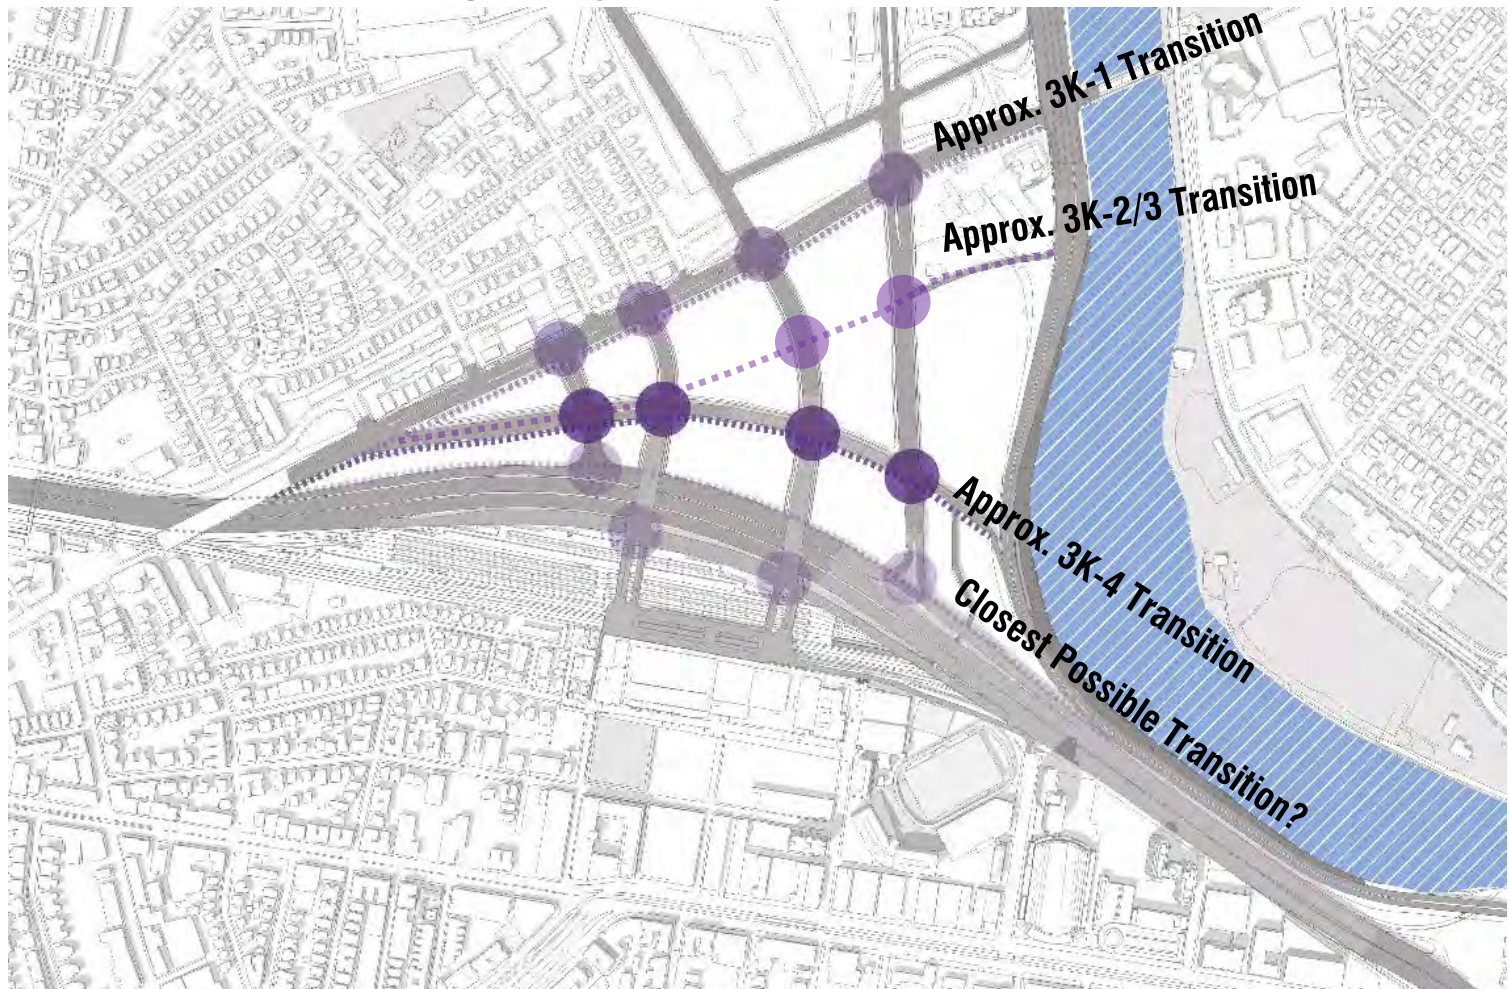 Approx. 3K-1 Transition
Approx. 3K-2/3 Transition
Approx. 3K-4 Transition
Closest Possible Transition?